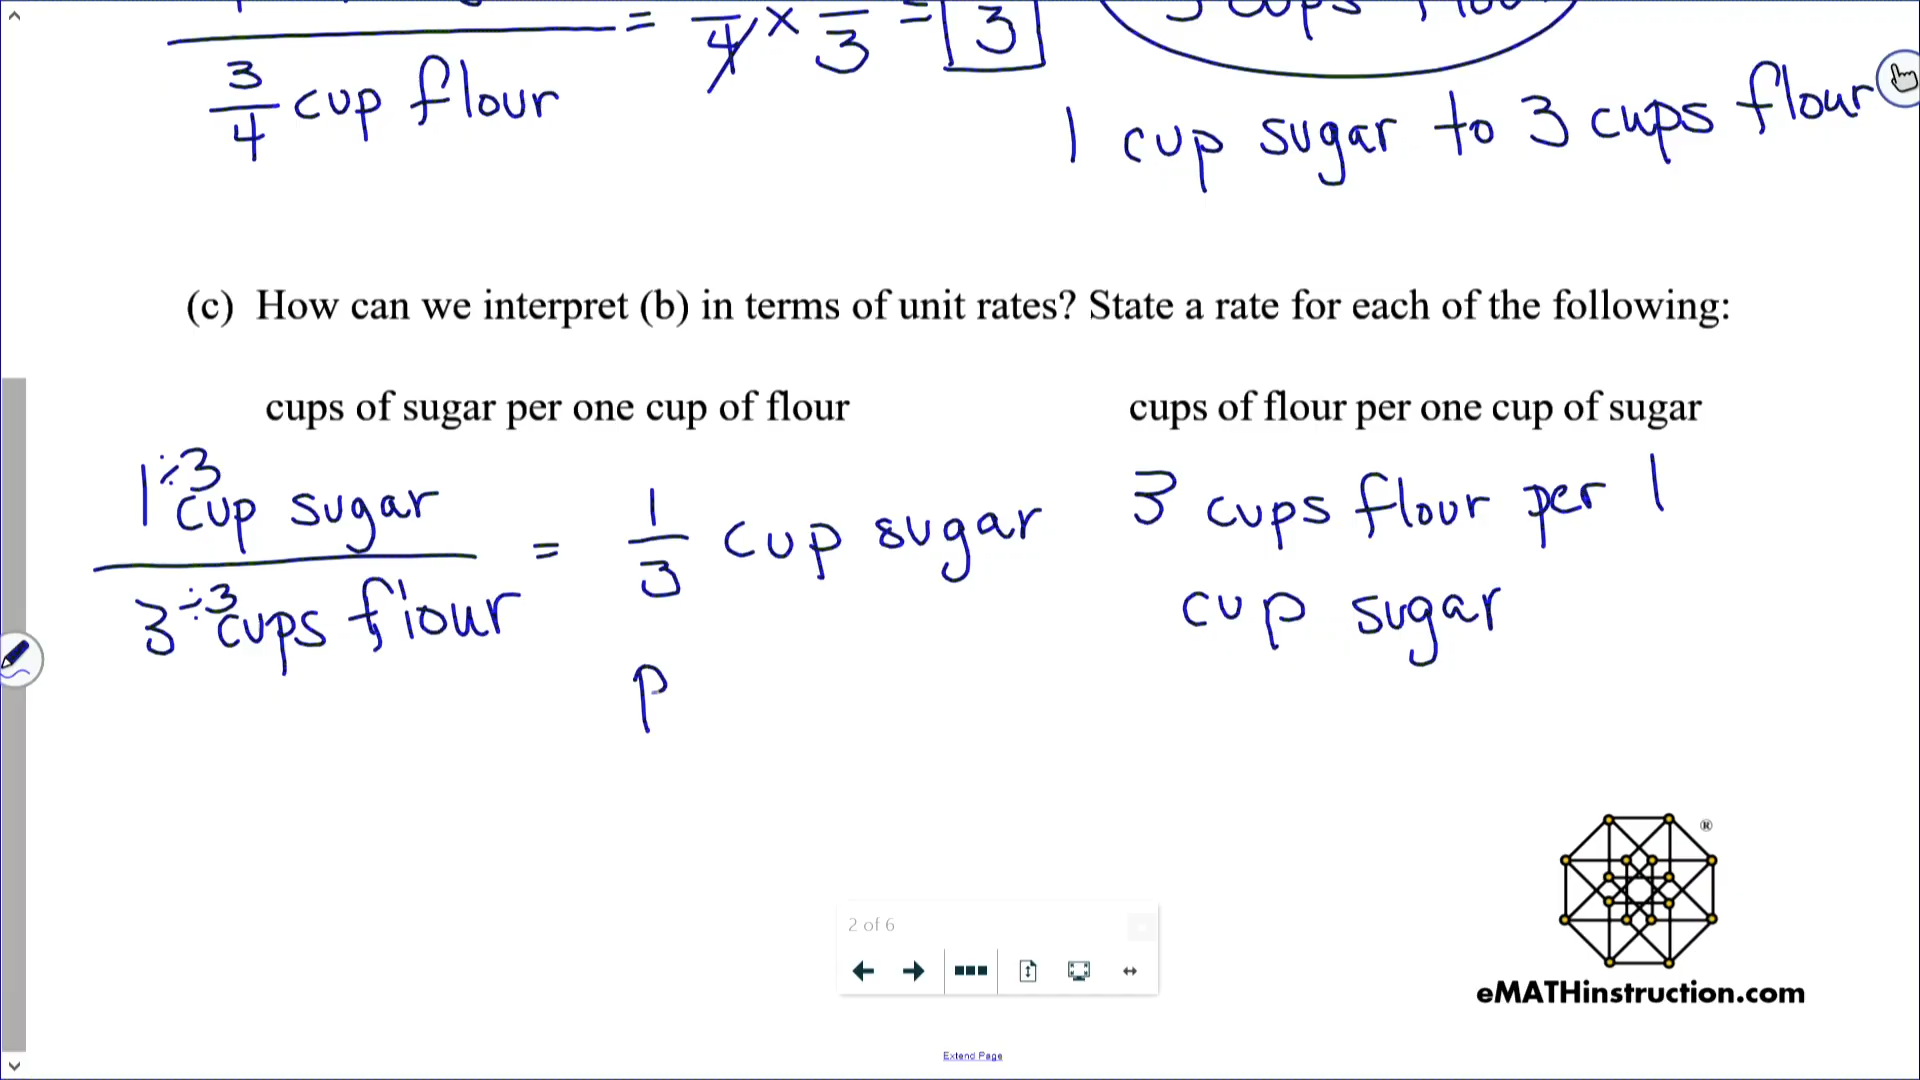 = 4 × 3 = 3
3/4 cup flour
1 cup sugar to 3 cups flour
(c) How can we interpret (b) in terms of unit rates? State a rate for each of the following:
cups of sugar per one cup of flour
1 ÷3 cup sugar
3 ÷3 cups flour
= 1/3 cup sugar
p
cups of flour per one cup of sugar
3 cups flour per 1
cup sugar
2 of 6
®
eMATHinstruction.com
Extend Page